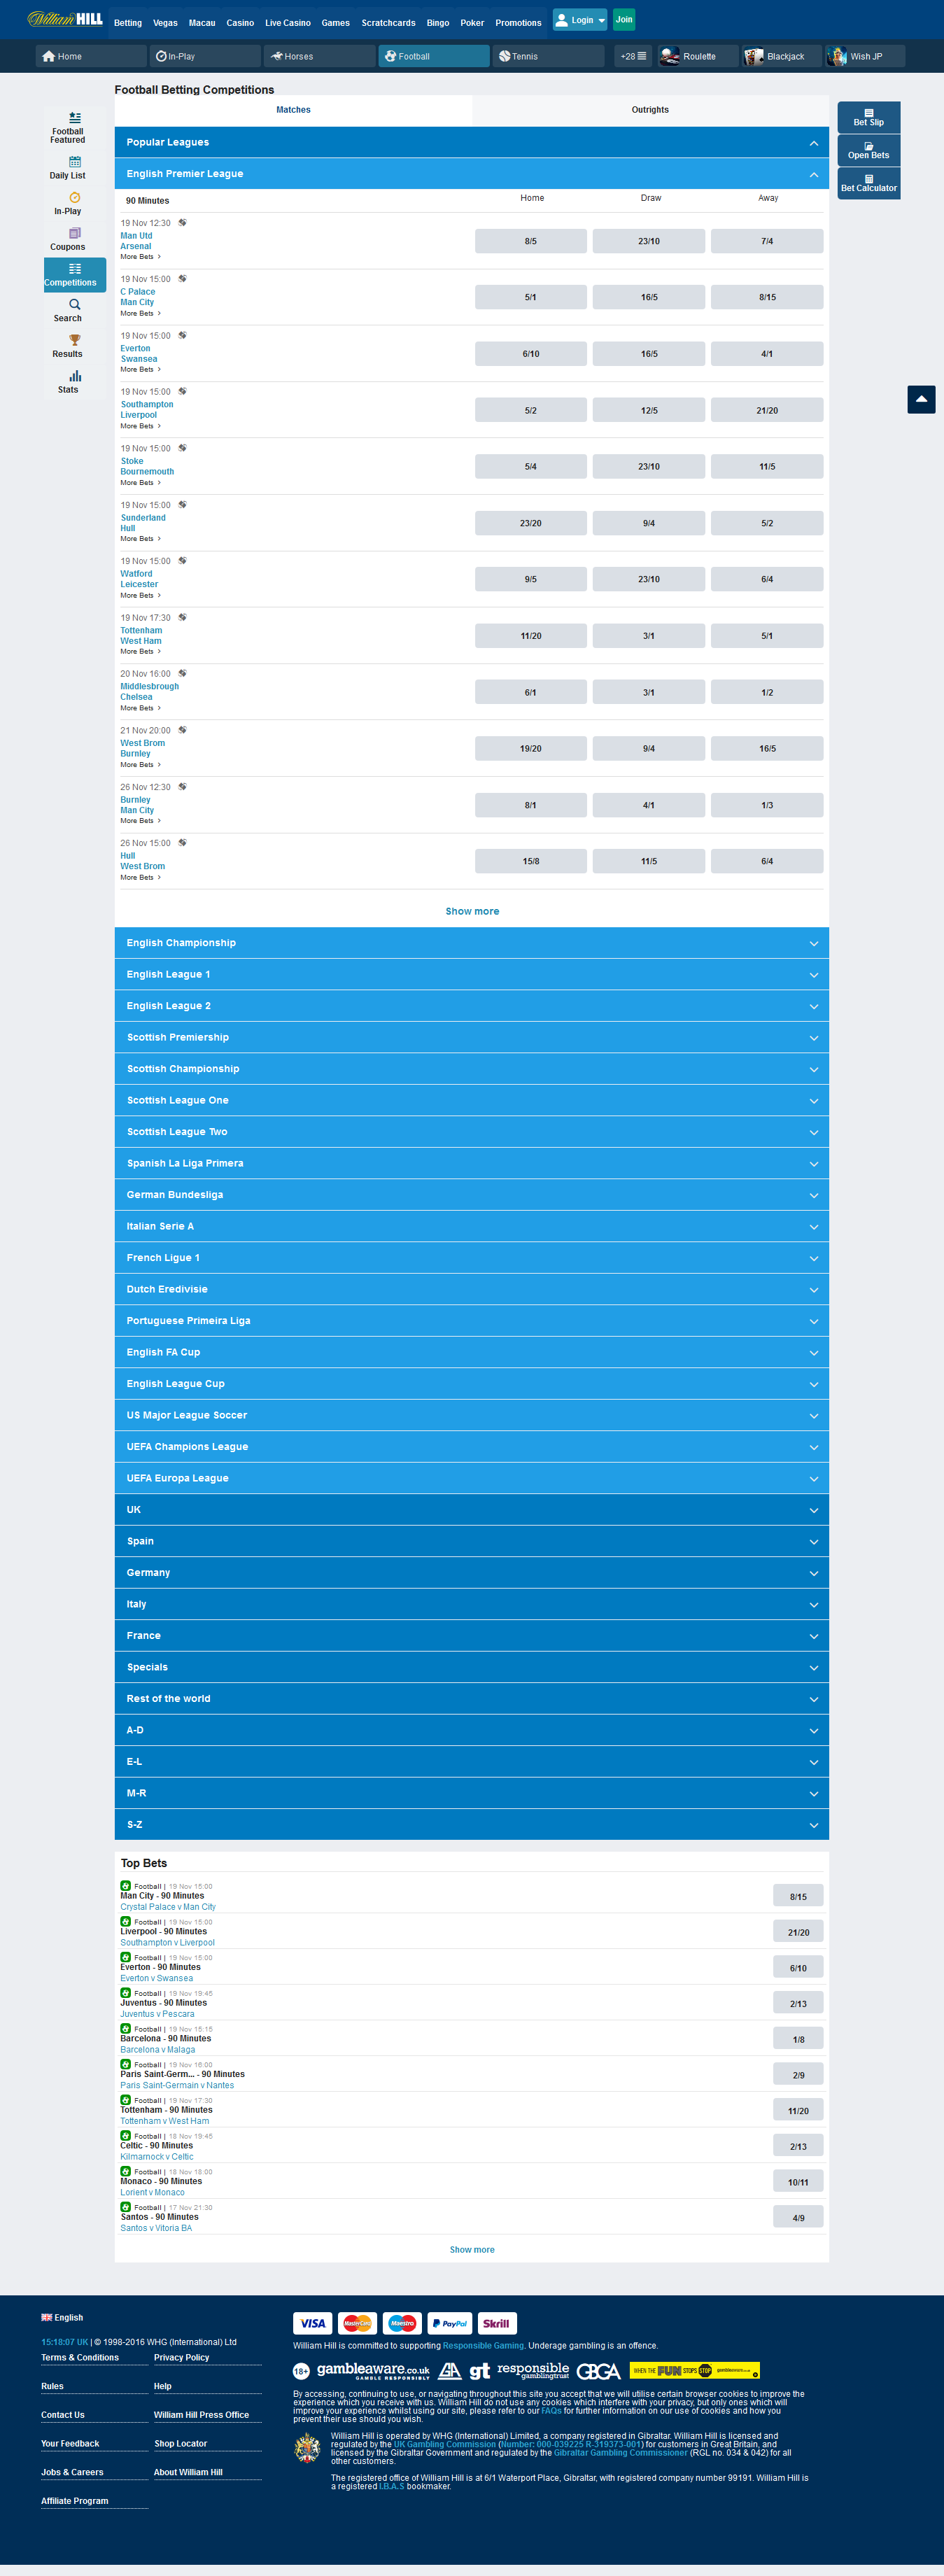 William HILL
Betting Vegas Macau Casino Live Casino Games Scratchcards Bingo Poker Promotions Login Join
Home In-Play Horses Football Tennis +28 Roulette Blackjack Wish JP
Football Betting Competitions
Football
Featured
Daily List
In-Play
Coupons
Competitions
Search
Results
Stats
Bet Slip
Open Bets
Bet Calculator
Matches Outrights
Popular Leagues
English Premier League
90 Minutes Home Draw Away
19 Nov 12:30
Man Utd
Arsenal
More Bets
8/5 23/10 7/4
19 Nov 15:00
C Palace
Man City
More Bets
5/1 16/5 8/15
19 Nov 15:00
Everton
Swansea
More Bets
6/10 16/5 4/1
19 Nov 15:00
Southampton
Liverpool
More Bets
5/2 12/5 21/20
19 Nov 15:00
Stoke
Bournemouth
More Bets
5/4 23/10 11/5
19 Nov 15:00
Sunderland
Hull
More Bets
23/20 9/4 5/2
19 Nov 15:00
Watford
Leicester
More Bets
9/5 23/10 6/4
19 Nov 17:30
Tottenham
West Ham
More Bets
11/20 3/1 5/1
20 Nov 16:00
Middlesbrough
Chelsea
More Bets
6/1 3/1 1/2
21 Nov 20:00
West Brom
Burnley
More Bets
19/20 9/4 16/5
26 Nov 12:30
Burnley
Man City
More Bets
8/1 4/1 1/3
26 Nov 15:00
Hull
West Brom
More Bets
15/8 11/5 6/4
Show more
English Championship
English League 1
English League 2
Scottish Premiership
Scottish Championship
Scottish League One
Scottish League Two
Spanish La Liga Primera
German Bundesliga
Italian Serie A
French Ligue 1
Dutch Eredivisie
Portuguese Primeira Liga
English FA Cup
English League Cup
US Major League Soccer
UEFA Champions League
UEFA Europa League
UK
Spain
Germany
Italy
France
Specials
Rest of the world
A-D
E-L
M-R
S-Z
Top Bets
Football | 19 Nov 15:00
Man City - 90 Minutes
Crystal Palace v Man City
8/15
Football | 19 Nov 15:00
Liverpool - 90 Minutes
Southampton v Liverpool
21/20
Football | 19 Nov 15:00
Everton - 90 Minutes
Everton v Swansea
6/10
Football | 19 Nov 19:45
Juventus - 90 Minutes
Juventus v Pescara
2/13
Football | 19 Nov 15:15
Barcelona - 90 Minutes
Barcelona v Malaga
1/8
Football | 19 Nov 16:00
Paris Saint-Germ... - 90 Minutes
Paris Saint-Germain v Nantes
2/9
Football | 19 Nov 17:30
Tottenham - 90 Minutes
Tottenham v West Ham
11/20
Football | 18 Nov 19:45
Celtic - 90 Minutes
Kilmarnock v Celtic
2/13
Football | 18 Nov 18:00
Monaco - 90 Minutes
Lorient v Monaco
10/11
Football | 17 Nov 21:30
Santos - 90 Minutes
Santos v Vitoria BA
4/9
Show more
English
15:18:07 UK | © 1998-2016 WHG (International) Ltd
Terms & Conditions Privacy Policy
Rules Help
Contact Us William Hill Press Office
Your Feedback Shop Locator
Jobs & Careers About William Hill
Affiliate Program
VISA MasterCard Maestro PayPal Skrill
William Hill is committed to supporting Responsible Gaming. Underage gambling is an offence.
18+ gambleaware.co.uk GAMBLE RESPONSIBLY gt responsible gamblingtrust GBGA WHEN THE FUN STOPS STOP gambleaware.co.uk
By accessing, continuing to use, or navigating throughout this site you accept that we will utilise certain browser cookies to improve the
experience which you receive with us. William Hill do not use any cookies which interfere with your privacy, but only ones which will
improve your experience whilst using our site, please refer to our FAQs for further information on our use of cookies and how you
prevent their use should you wish.
William Hill is operated by WHG (International) Limited, a company registered in Gibraltar. William Hill is licensed and
regulated by the UK Gambling Commission (Number: 000-039225-R-319373-001) for customers in Great Britain, and
licensed by the Gibraltar Government and regulated by the Gibraltar Gambling Commissioner (RGL no. 034 & 042) for all
other customers.
The registered office of William Hill is at 6/1 Waterport Place, Gibraltar, with registered company number 99191. William Hill is
a registered I.B.A.S bookmaker.